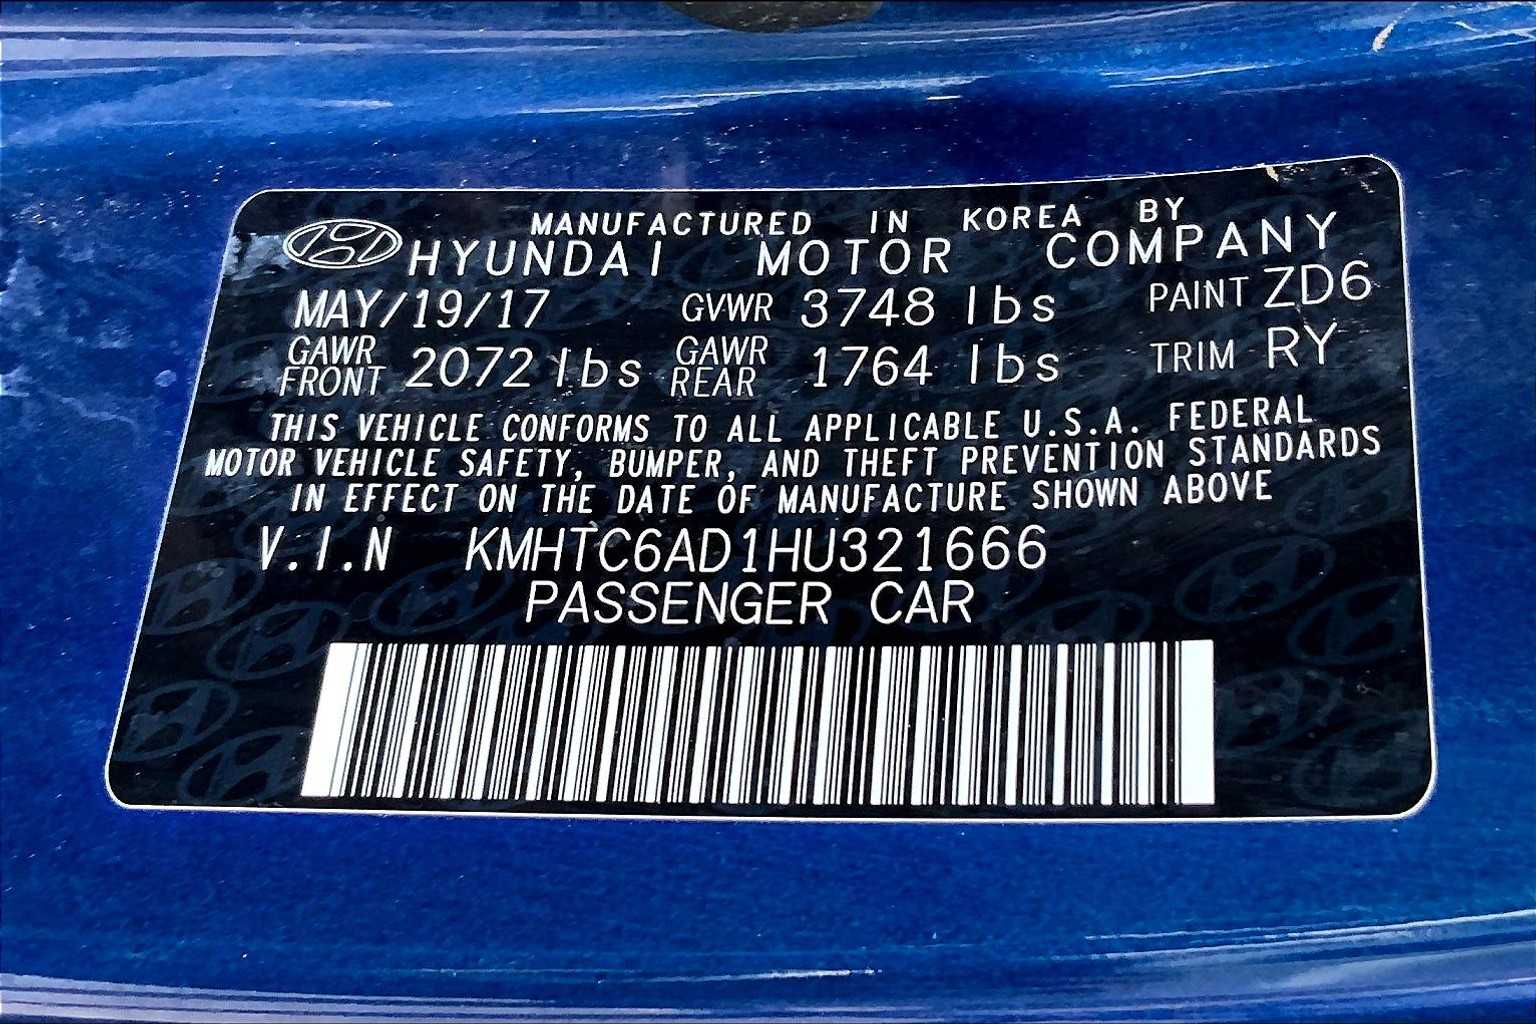 MANUFACTURED IN KOREA BY
HYUNDAI MOTOR COMPANY
MAY/19/17 GVWR 3748 lbs PAINT ZD6
GAWR FRONT 2072 lbs GAWR REAR 1764 lbs TRIM RY
THIS VEHICLE CONFORMS TO ALL APPLICABLE U.S.A. FEDERAL
MOTOR VEHICLE SAFETY, BUMPER, AND THEFT PREVENTION STANDARDS
IN EFFECT ON THE DATE OF MANUFACTURE SHOWN ABOVE
V.I.N KMHTC6AD1HU321666
PASSENGER CAR